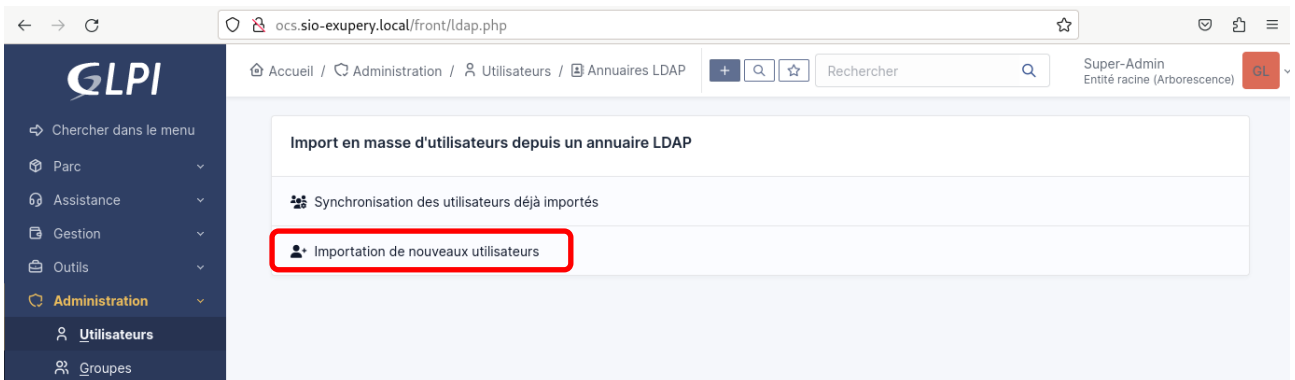 ocs.sio-exupery.local/front/ldap.php
GLPI
Accueil / Administration / Utilisateurs / Annuaires LDAP
Rechercher
Super-Admin
Entité racine (Arborescence)
GL
Chercher dans le menu
Parc
Assistance
Gestion
Outils
Administration
Utilisateurs
Groupes
Import en masse d'utilisateurs depuis un annuaire LDAP
Synchronisation des utilisateurs déjà importés
Importation de nouveaux utilisateurs